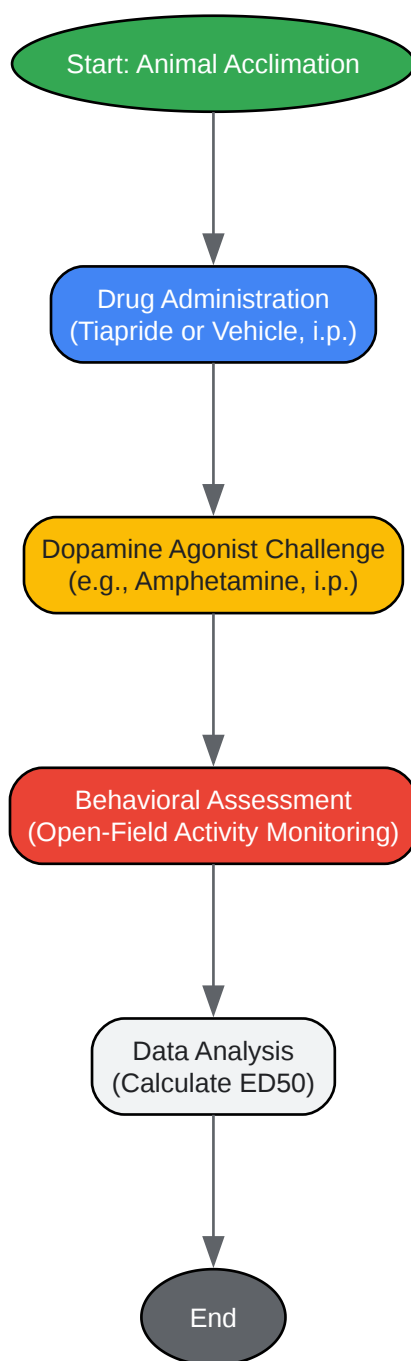 Start: Animal Acclimation
Drug Administration
(Tiapride or Vehicle, i.p.)
Dopamine Agonist Challenge
(e.g., Amphetamine, i.p.)
Behavioral Assessment
(Open-Field Activity Monitoring)
Data Analysis
(Calculate ED50)
End